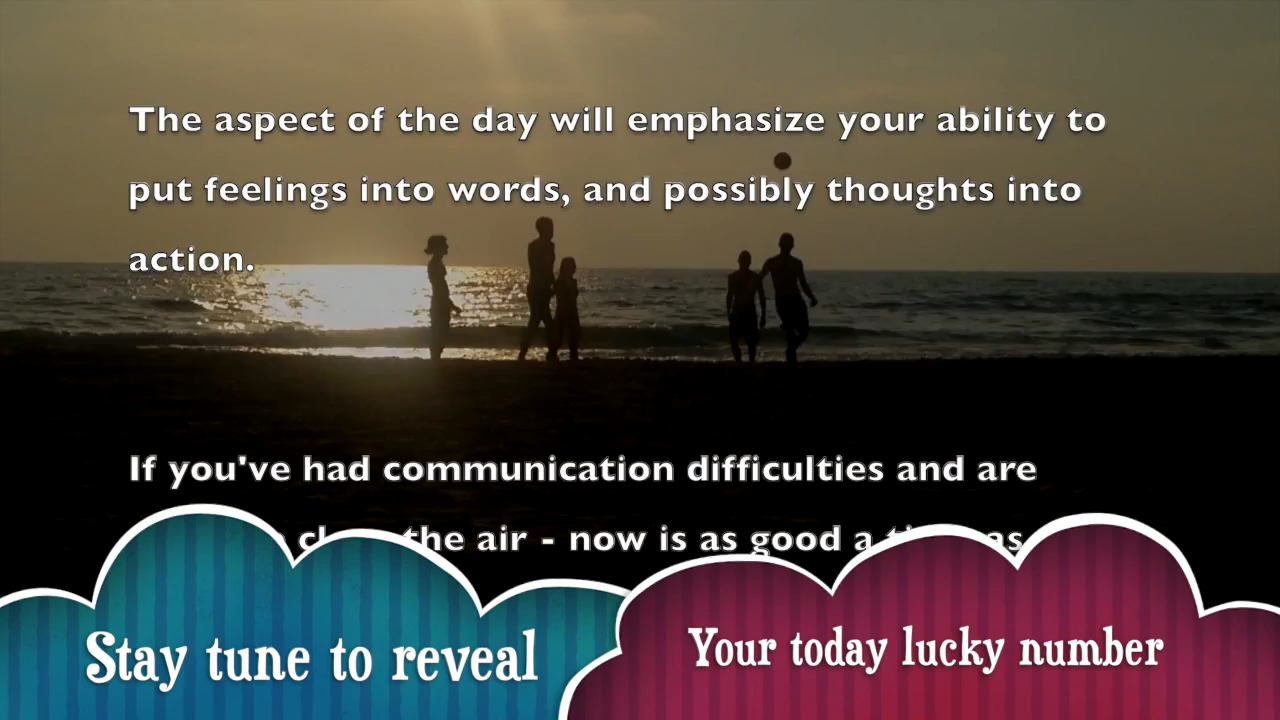 The aspect of the day will emphasize your ability to
put feelings into words, and possibly thoughts into
action.
If you've had communication difficulties and are
the air - now is as good a
Stay tune to reveal
Your today lucky number